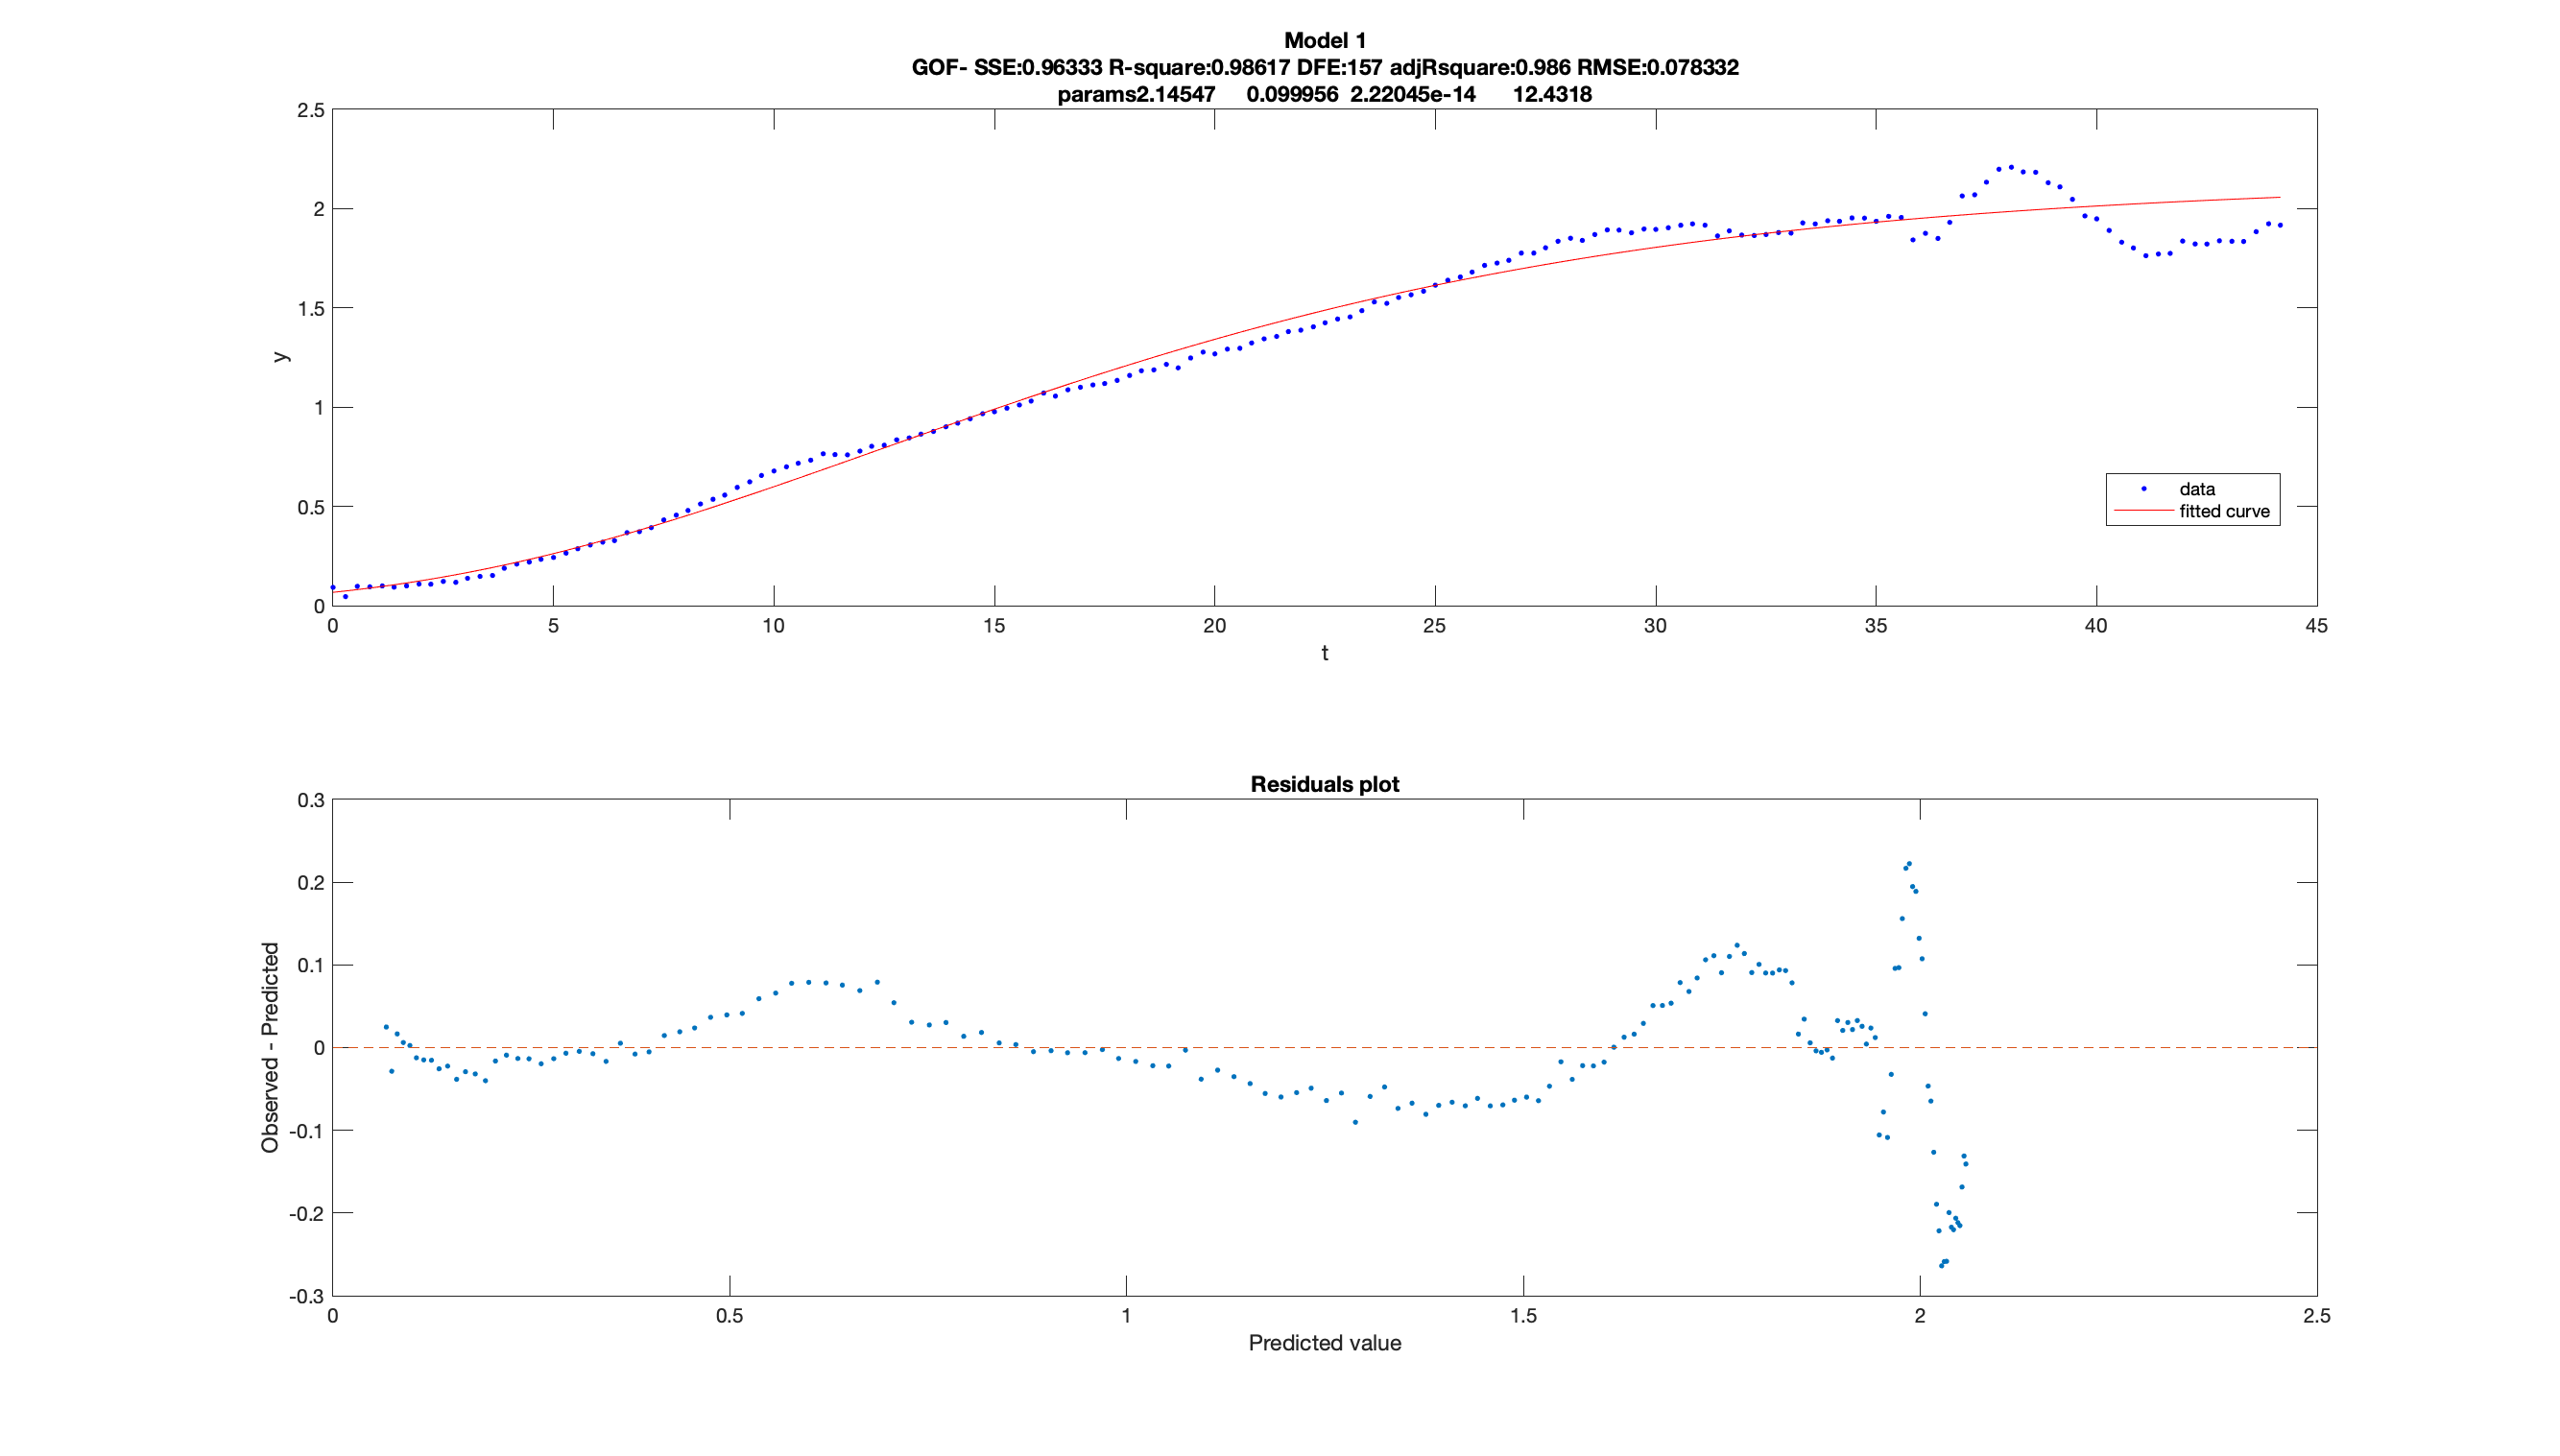 Model 1
GOF- SSE:0.96333 R-square:0.98617 DFE:157 adjRsquare:0.986 RMSE:0.078332
params2.14547 0.099956 2.22045e-14 12.4318
2.5
2
1.5
1
0.5
0
y
0 5 10 15 20 25 30 35 40 45
t
data
fitted curve
Residuals plot
0.3
0.2
0.1
0
-0.1
-0.2
-0.3
Observed - Predicted
0 0.5 1 1.5 2 2.5
Predicted value